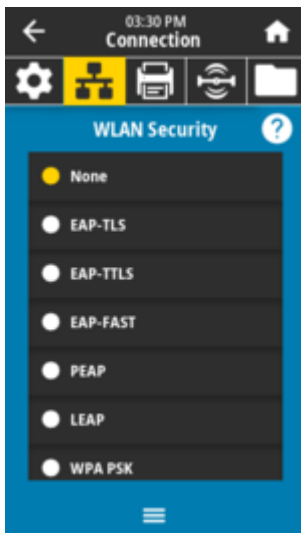 03:30 PM
Connection
WLAN Security
?
None
EAP-TLS
EAP-TTLS
EAP-FAST
PEAP
LEAP
WPA PSK